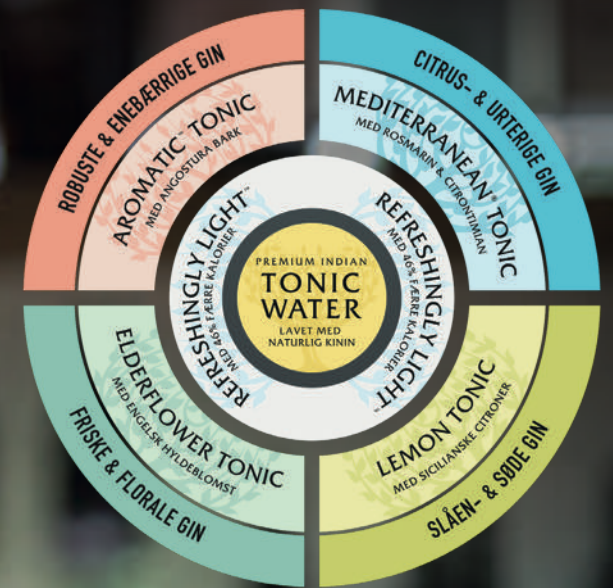 ROBUSTE & ENEBÆRRIGE GIN
AROMATIC™ TONIC
MED ANGOSTURA BARK
CITRUS- & URTERIGE GIN
MEDITERRANEAN® TONIC
MED ROSMARIN & CITRONTIMIAN
REFRESHINGLY LIGHT™
MED 46% FÆRRE KALORIER
PREMIUM INDIAN
TONIC
WATER
LAVET MED
NATURLIG KININ
REFRESHINGLY LIGHT™
MED 46% FÆRRE KALORIER
ELDERFLOWER TONIC
MED ENGELSK HYLDEBLOMST
FRISKE & FLORALE GIN
LEMON TONIC
MED SICILIANSKE CITRONER
SLÅEN- & SØDE GIN